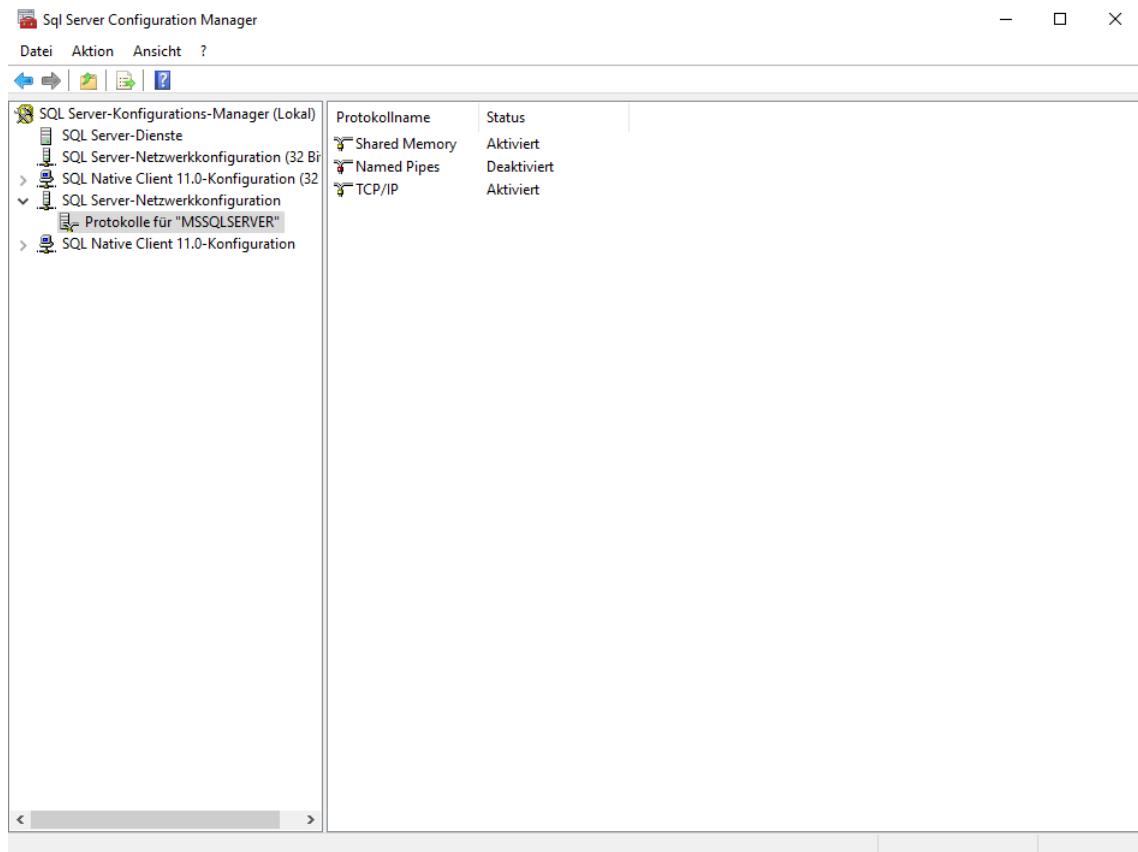 Sql Server Configuration Manager
Datei Aktion Ansicht ?
SQL Server-Konfigurations-Manager (Lokal)
SQL Server-Dienste
SQL Server-Netzwerkkonfiguration (32 Bi
SQL Native Client 11.0-Konfiguration (32
SQL Server-Netzwerkkonfiguration
Protokolle für "MSSQLSERVER"
SQL Native Client 11.0-Konfiguration
Protokollname Status
Shared Memory Aktiviert
Named Pipes Deaktiviert
TCP/IP Aktiviert